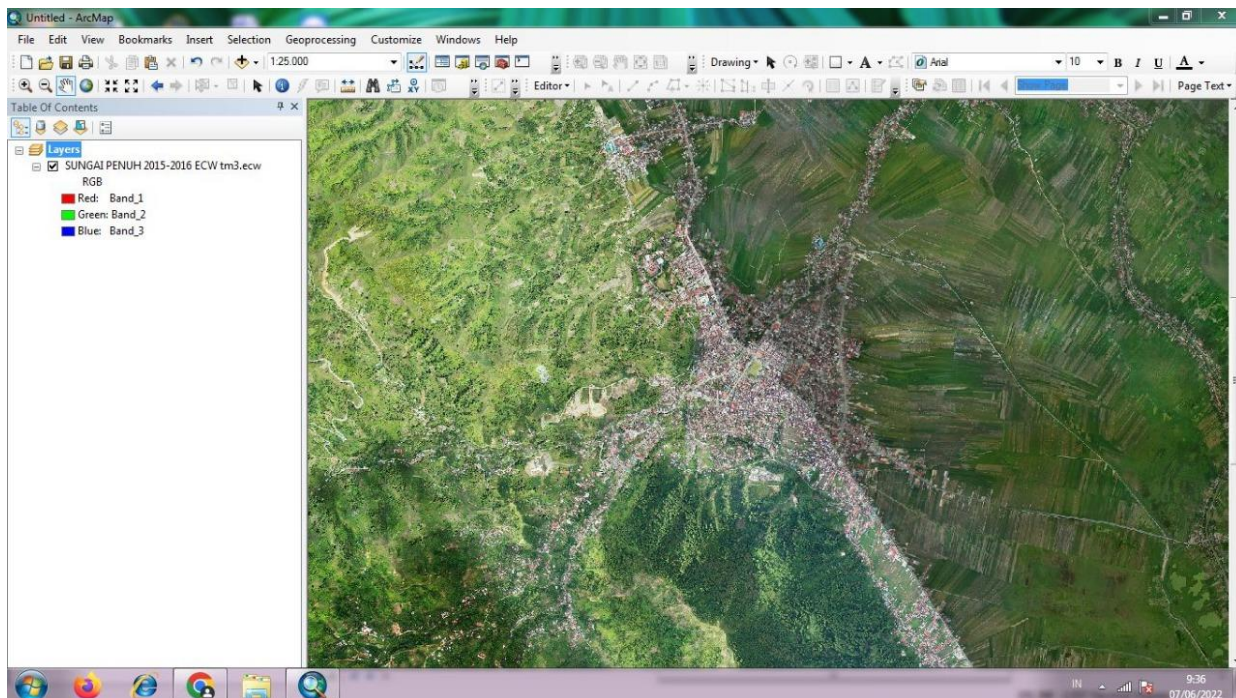 Untitled - ArcMap
File Edit View Bookmarks Insert Selection Geoprocessing Customize Windows Help
1:25.000 Drawing A Arial 10 B I U A
Editor Page Text
Table Of Contents
Layers
SUNGAI PENUH 2015-2016 ECW tm3.ecw
RGB
Red: Band_1
Green: Band_2
Blue: Band_3
IN 9:36
07/06/2022